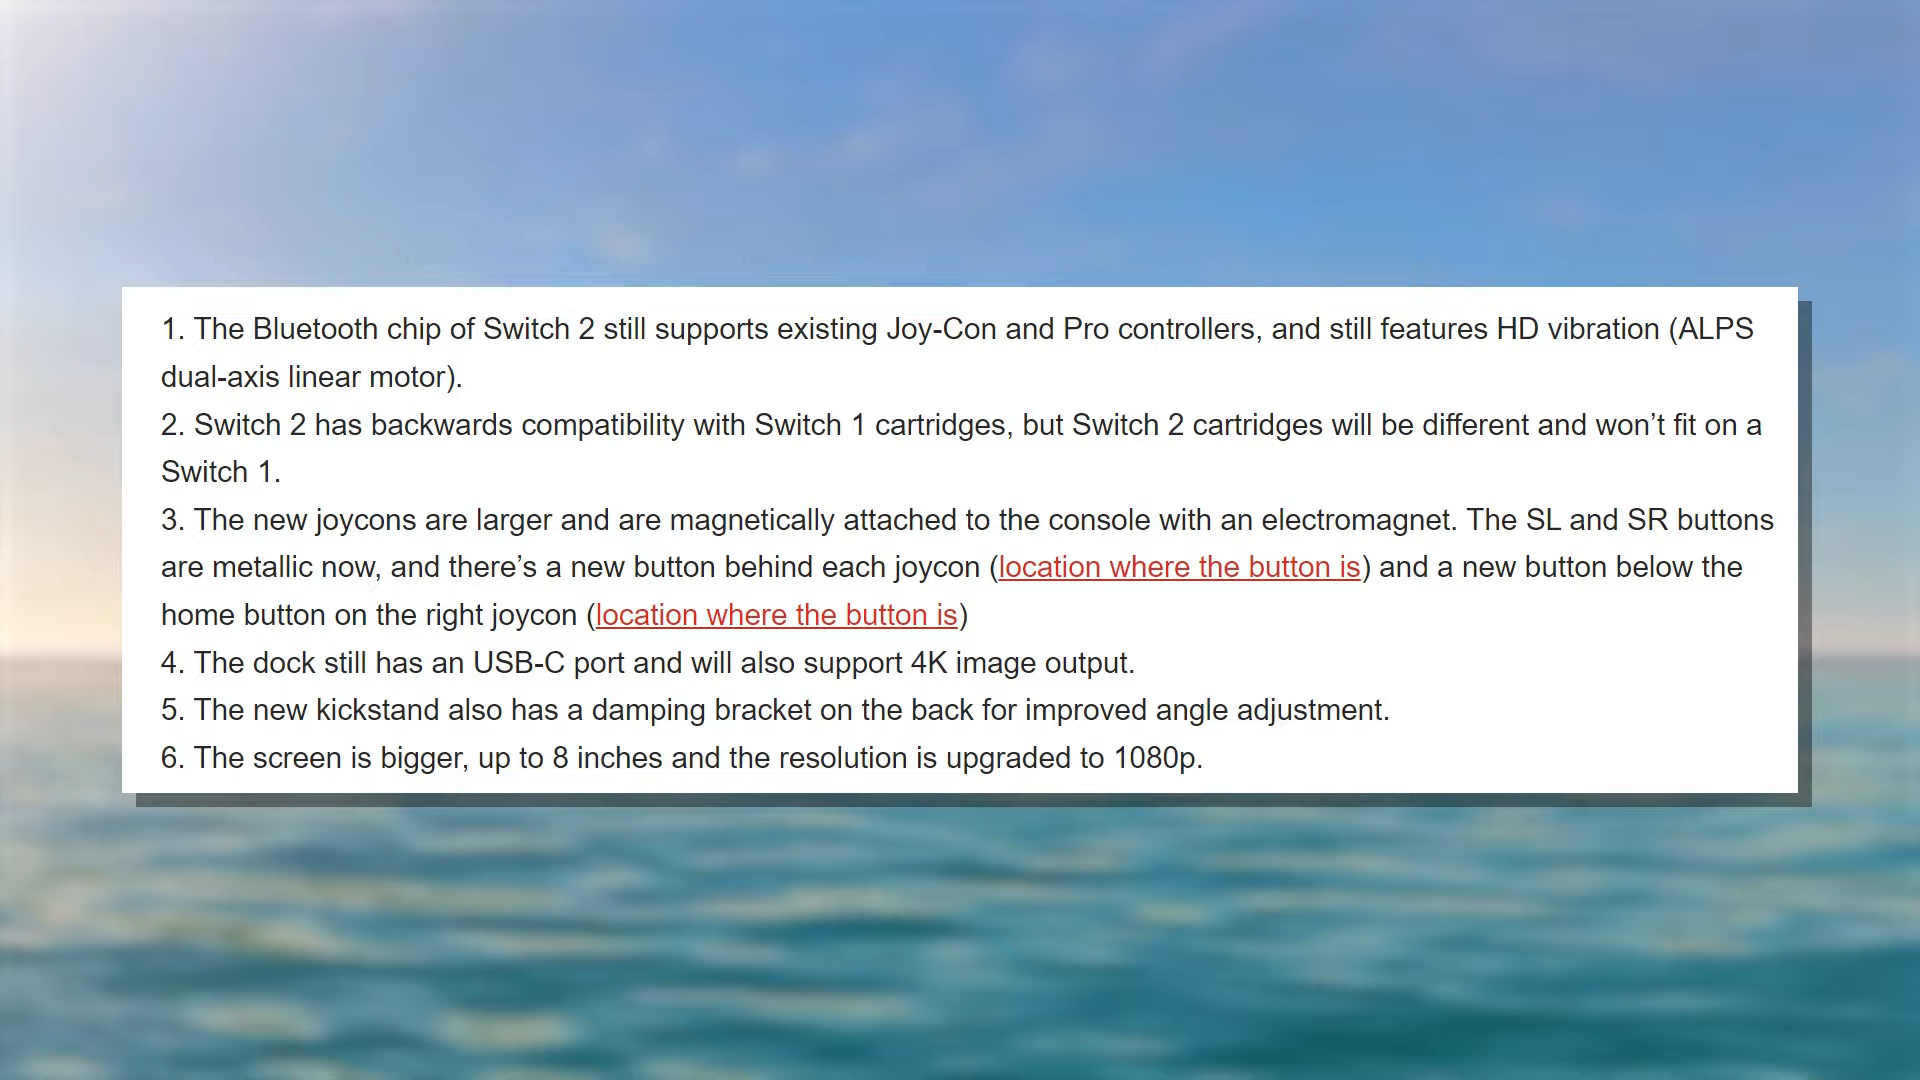 1. The Bluetooth chip of Switch 2 still supports existing Joy-Con and Pro controllers, and still features HD vibration (ALPS
dual-axis linear motor).
2. Switch 2 has backwards compatibility with Switch 1 cartridges, but Switch 2 cartridges will be different and won’t fit on a
Switch 1.
3. The new joycons are larger and are magnetically attached to the console with an electromagnet. The SL and SR buttons
are metallic now, and there’s a new button behind each joycon (location where the button is) and a new button below the
home button on the right joycon (location where the button is)
4. The dock still has an USB-C port and will also support 4K image output.
5. The new kickstand also has a damping bracket on the back for improved angle adjustment.
6. The screen is bigger, up to 8 inches and the resolution is upgraded to 1080p.